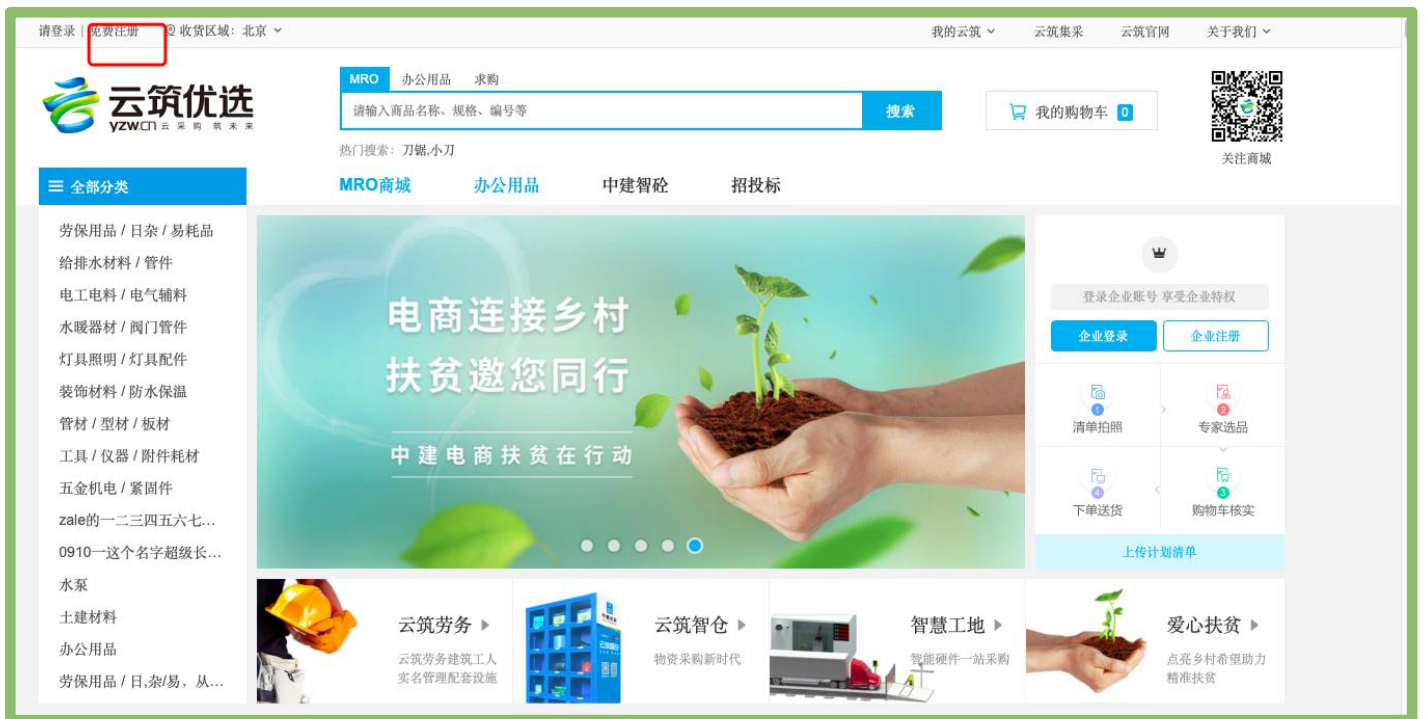 请登录 | 免费注册 收货区域：北京
我的云筑 云筑集采 云筑官网 关于我们
云筑优选
yzw.cn 云采购 筑未来
MRO 办公用品 求购
请输入商品名称、规格、编号等 搜索
我的购物车 0
热门搜索：刀锯,小刀
关注商城
全部分类
MRO商城 办公用品 中建智砼 招投标
劳保用品 / 日杂 / 易耗品
给排水材料 / 管件
电工电料 / 电气辅料
水暖器材 / 阀门管件
灯具照明 / 灯具配件
装饰材料 / 防水保温
管材 / 型材 / 板材
工具 / 仪器 / 附件耗材
五金机电 / 紧固件
zale的一二三四五六七...
0910一这个名字超级长...
水泵
土建材料
办公用品
劳保用品 / 日,杂/易，从...
电商连接乡村
扶贫邀您同行
中建电商扶贫在行动
登录企业账号 享受企业特权
企业登录 企业注册
1 2
清单拍照 专家选品
4 3
下单送货 购物车核实
上传计划清单
云筑劳务
云筑劳务建筑工人
实名管理配套设施
云筑智仓
物资采购新时代
智慧工地
智能硬件一站采购
爱心扶贫
点亮乡村希望助力
精准扶贫